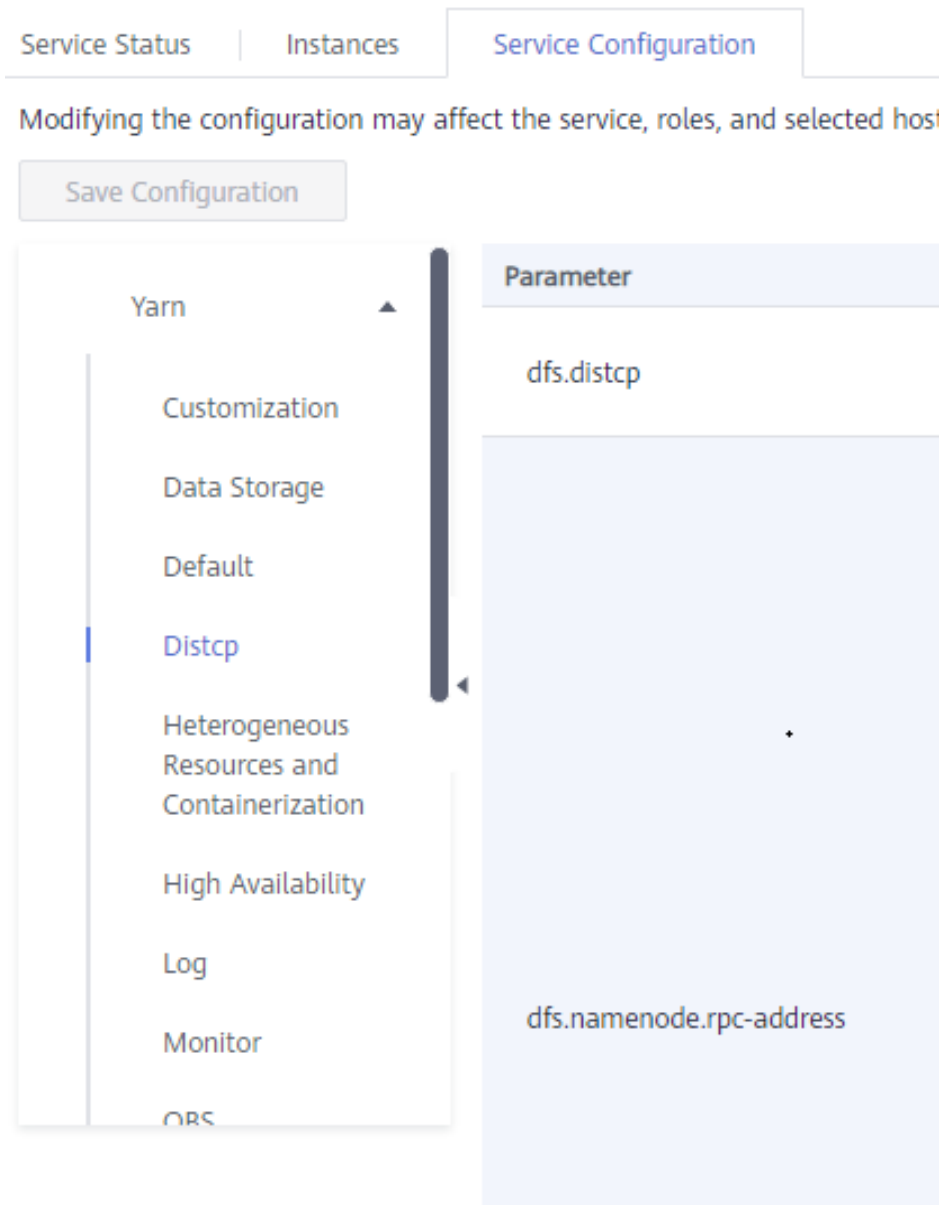 Service Status
Instances
Service Configuration
Modifying the configuration may affect the service, roles, and selected
Save Configuration
Yarn
Customization
Data Storage
Default
Distcp
Heterogeneous
Resources and
Containerization
High Availability
Log
Monitor
OBS
Parameter
dfs.distcp
dfs.namenode.rpc-address